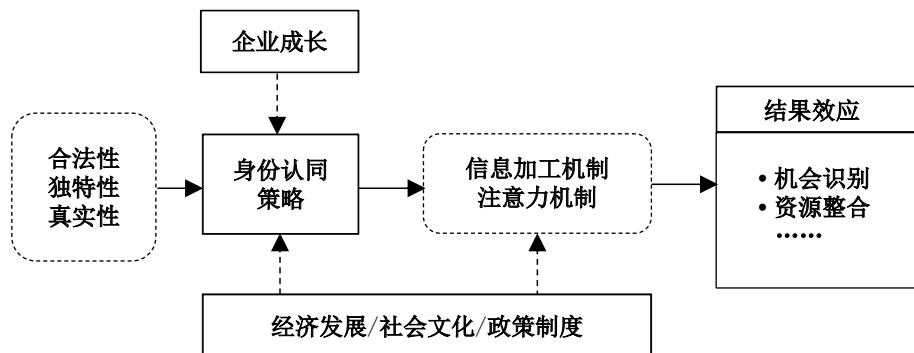 企业成长
合法性
独特性
真实性
身份认同
策略
信息加工机制
注意力机制
结果效应
• 机会识别
• 资源整合
……
经济发展/社会文化/政策制度